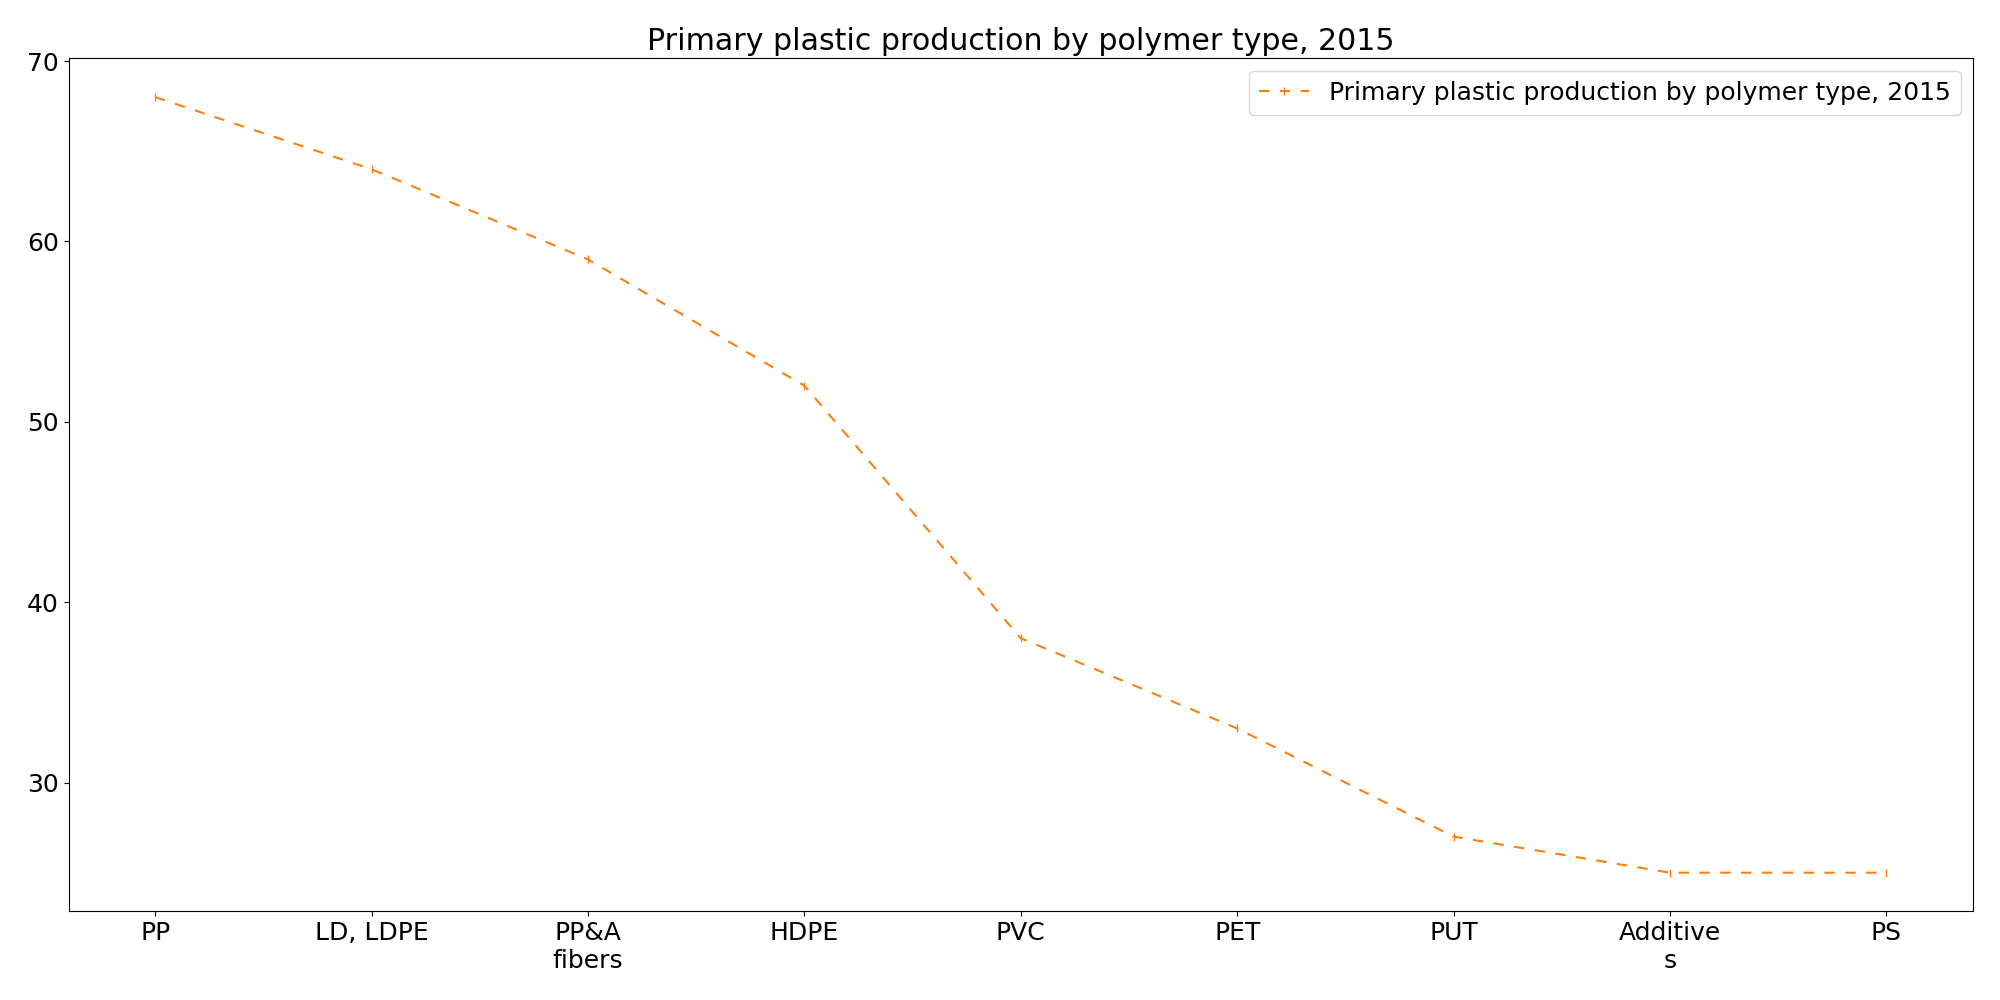 Primary plastic production by polymer type, 2015
Primary plastic production by polymer type, 2015
70
60
50
40
30
PP
LD, LDPE
PP&A
fibers
HDPE
PVC
PET
PUT
Additive
s
PS